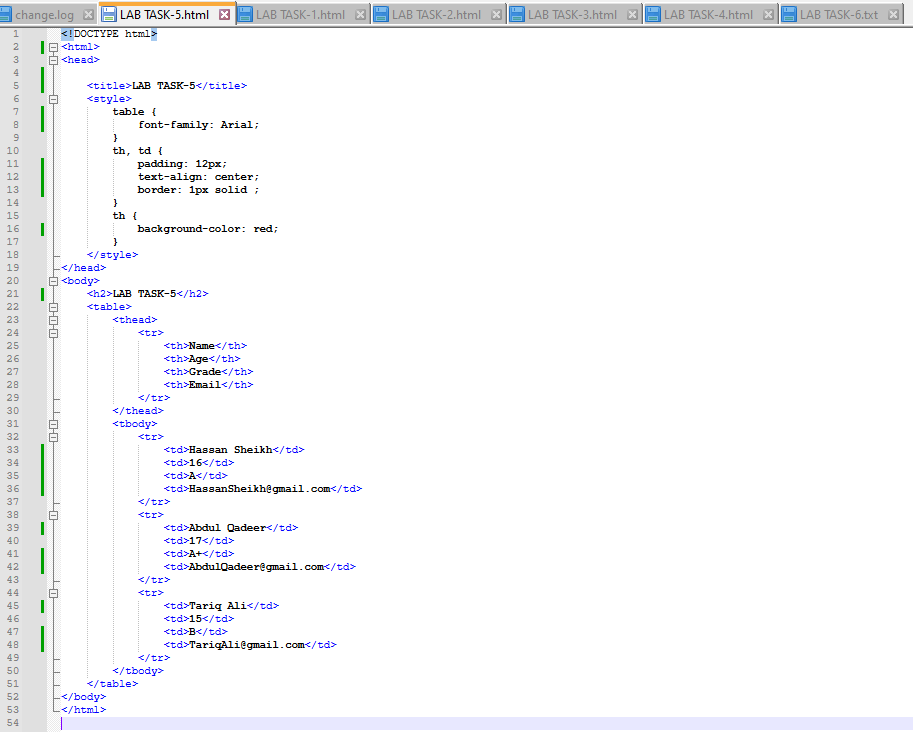 change.log LAB TASK-5.html LAB TASK-1.html LAB TASK-2.html LAB TASK-3.html LAB TASK-4.html LAB TASK-6.txt
1 <!DOCTYPE html>
2 <html>
3 <head>
4
5 <title>LAB TASK-5</title>
6 <style>
7 table {
8 font-family: Arial;
9 }
10 th, td {
11 padding: 12px;
12 text-align: center;
13 border: 1px solid ;
14 }
15 th {
16 background-color: red;
17 }
18 </style>
19 </head>
20 <body>
21 <h2>LAB TASK-5</h2>
22 <table>
23 <thead>
24 <tr>
25 <th>Name</th>
26 <th>Age</th>
27 <th>Grade</th>
28 <th>Email</th>
29 </tr>
30 </thead>
31 <tbody>
32 <tr>
33 <td>Hassan Sheikh</td>
34 <td>16</td>
35 <td>A</td>
36 <td>HassanSheikh@gmail.com</td>
37 </tr>
38 <tr>
39 <td>Abdul Qadeer</td>
40 <td>17</td>
41 <td>A+</td>
42 <td>AbdulQadeer@gmail.com</td>
43 </tr>
44 <tr>
45 <td>Tariq Ali</td>
46 <td>15</td>
47 <td>B</td>
48 <td>TariqAli@gmail.com</td>
49 </tr>
50 </tbody>
51 </table>
52 </body>
53 </html>
54